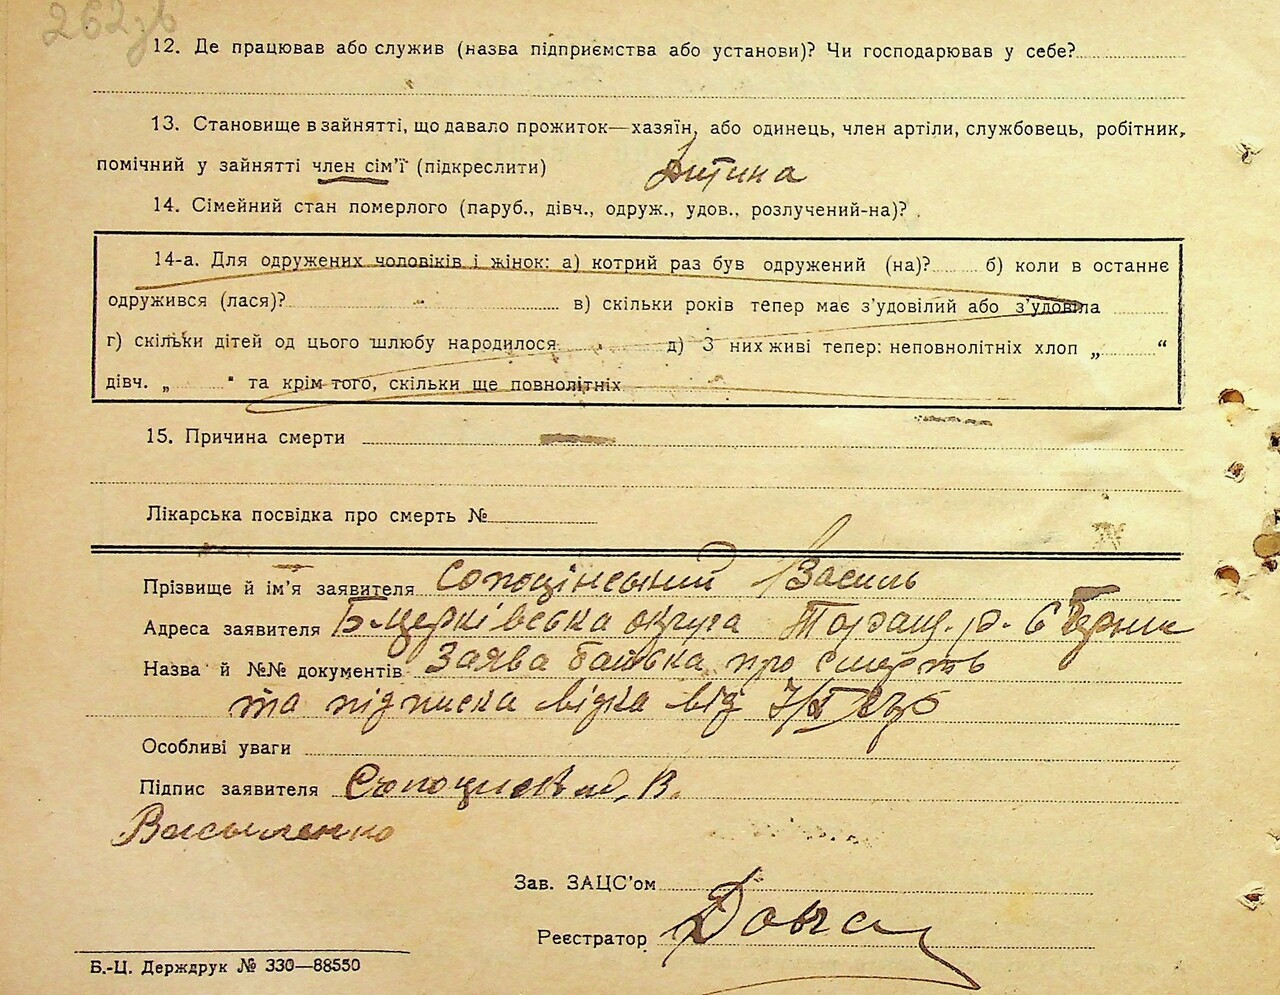 262зв
12. Де працював або служив (назва підприємства або установи)? Чи господарював у себе?
13. Становище в зайнятті, що давало прожиток—хазяїн, або одинець, член артіли, службовець, робітник,
помічний у зайнятті член сім'ї (підкреслити) Дитина
14. Сімейний стан померлого (паруб., дівч., одруж., удов., розлучений-на)?
14-а. Для одружених чоловіків і жінок: а) котрий раз був одружений (на)? б) коли в останнє
одружився (лася)? в) скільки років тепер має з'удовілий або з'удовіла
г) скільки дітей од цього шлюбу народилося д) З них живі тепер: неповнолітніх хлоп „ “
дівч. „ " та крім того, скільки ще повнолітніх
15. Причина смерти
Лікарська посвідка про смерть №
Прізвище й ім'я заявителя Сопоцінський Василь
Адреса заявителя Б-церківська округа Таращ. р.
Назва й №№ документів Заява батька про смерть
та підписка від
Особливі уваги
Підпис заявителя В.
Василенко
Зав. ЗАЦС'ом
Реєстратор
Б.-Ц. Держдрук № 330—88550